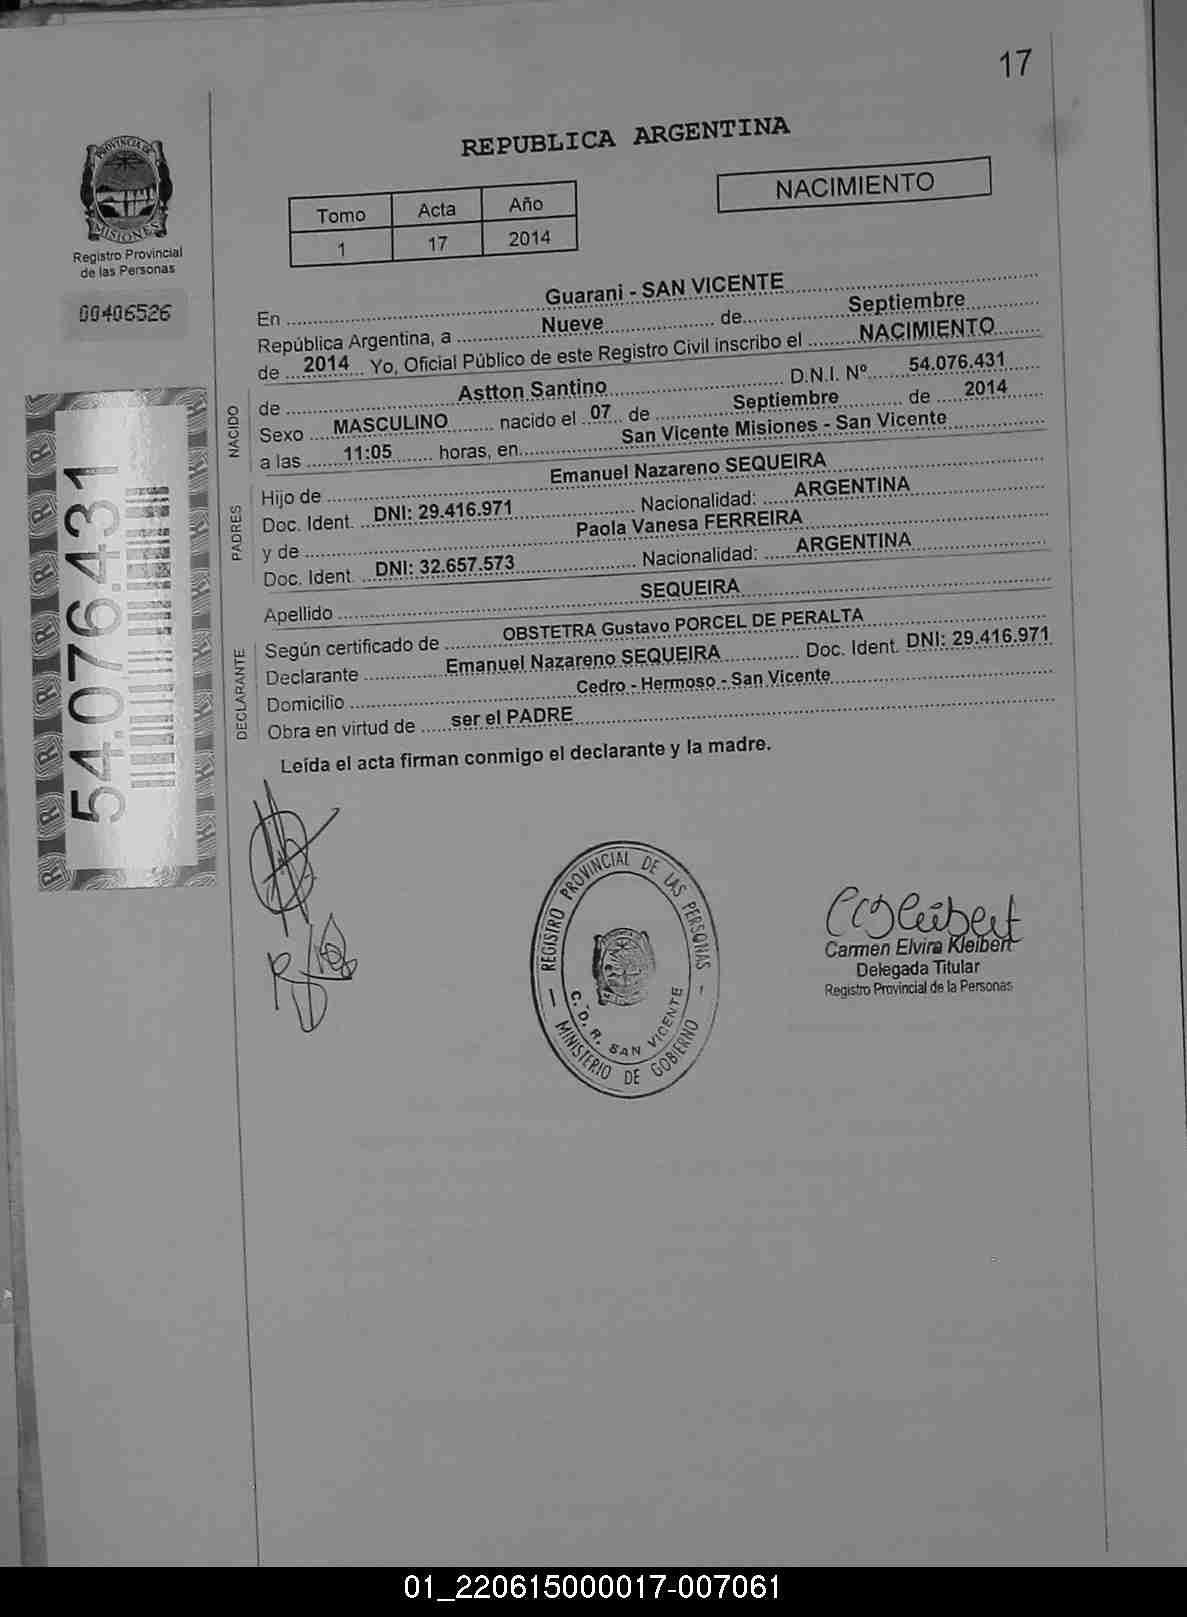 17
PROVINCIA DE
MISIONES
Registro Provincial
de las Personas
00406526
REPUBLICA ARGENTINA
NACIMIENTO
Tomo Acta Año
1 17 2014
En Guarani - SAN VICENTE
República Argentina, a Nueve de Septiembre
de 2014 Yo, Oficial Público de este Registro Civil inscribo el NACIMIENTO
NACIDO
de Astton Santino D.N.I. Nº 54.076.431
Sexo MASCULINO nacido el 07 de Septiembre de 2014
a las 11:05 horas, en San Vicente Misiones - San Vicente
PADRES
Hijo de Emanuel Nazareno SEQUEIRA
Doc. Ident. DNI: 29.416.971 Nacionalidad: ARGENTINA
y de Paola Vanesa FERREIRA
Doc. Ident. DNI: 32.657.573 Nacionalidad: ARGENTINA
Apellido SEQUEIRA
DECLARANTE
Según certificado de OBSTETRA Gustavo PORCEL DE PERALTA
Declarante Emanuel Nazareno SEQUEIRA Doc. Ident. DNI: 29.416.971
Domicilio Cedro - Hermoso - San Vicente
Obra en virtud de ser el PADRE
Leída el acta firman conmigo el declarante y la madre.
54.076.431
REGISTRO PROVINCIAL DE LAS PERSONAS
C. D. R. SAN VICENTE
MINISTERIO DE GOBIERNO
Carmen Elvira Kleibert
Delegada Titular
Registro Provincial de la Personas
01_220615000017-007061